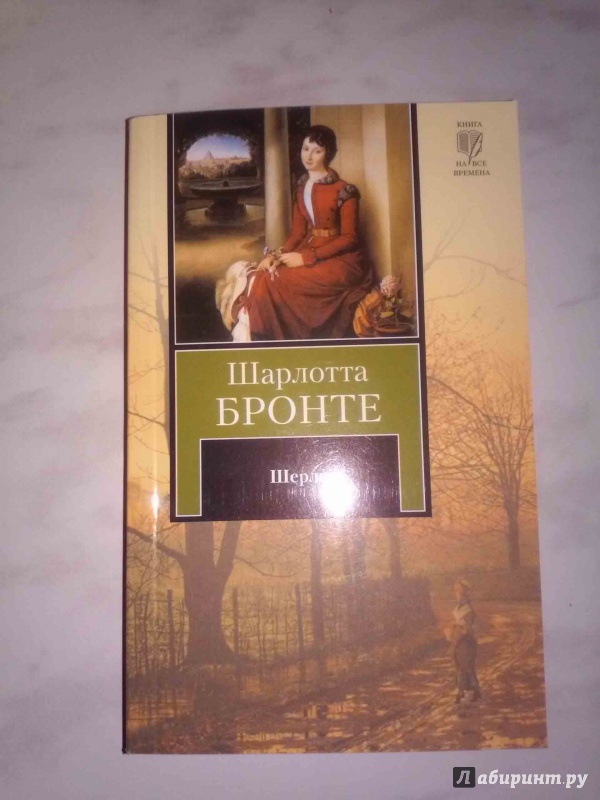 КНИГА
НА ВСЕ
ВРЕМЕНА
Шарлотта
БРОНТЕ
Лабиринт.ру